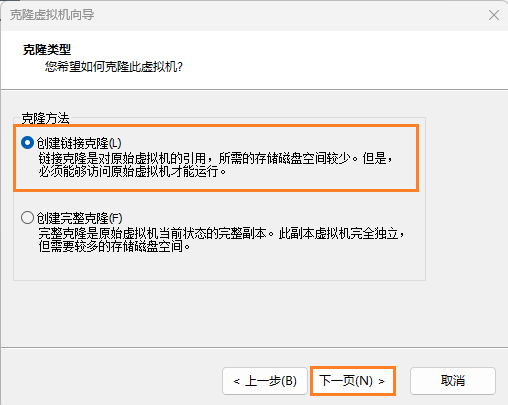 克隆虚拟机向导
克隆类型
您希望如何克隆此虚拟机?
克隆方法
创建链接克隆(L)
链接克隆是对原始虚拟机的引用，所需的存储磁盘空间较少。但是，
必须能够访问原始虚拟机才能运行。
创建完整克隆(F)
完整克隆是原始虚拟机当前状态的完整副本。此副本虚拟机完全独立，
但需要较多的存储磁盘空间。
< 上一步(B)
下一页(N) >
取消